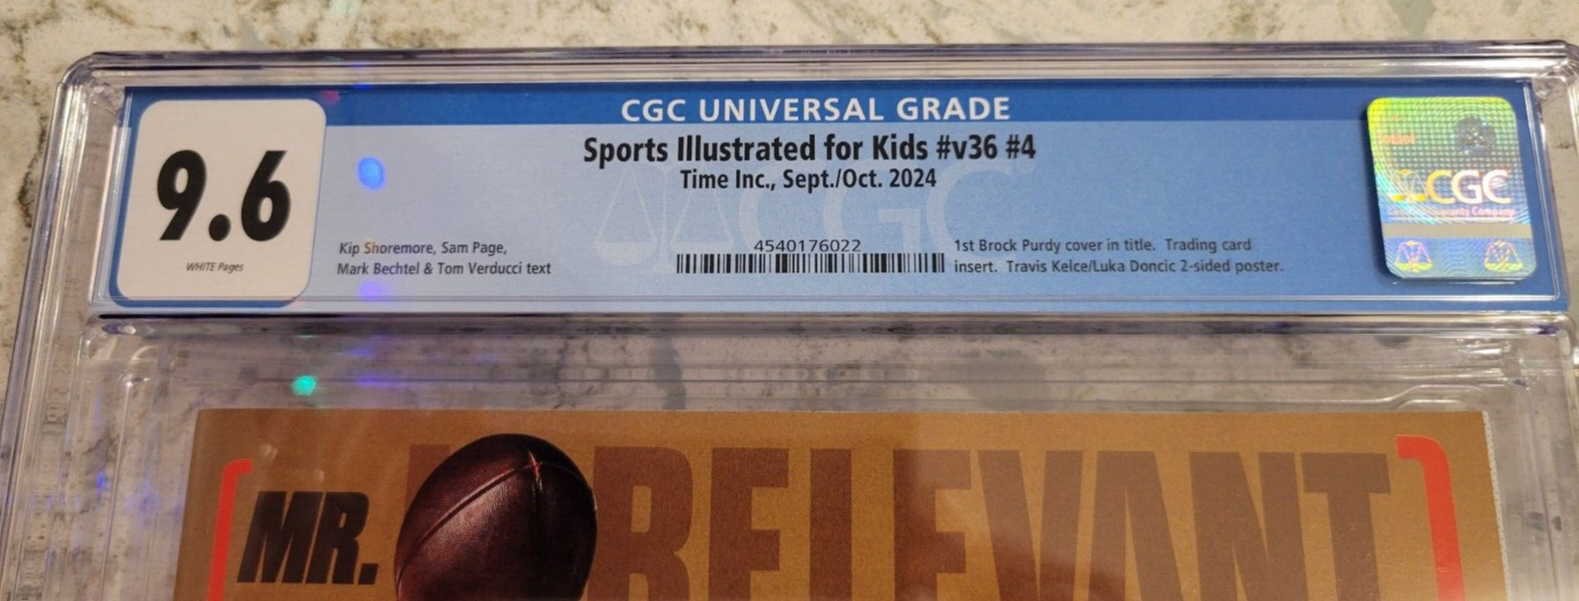 CGC UNIVERSAL GRADE
9.6
WHITE Pages
Sports Illustrated for Kids #v36 #4
Time Inc., Sept./Oct. 2024
Kip Shoremore, Sam Page,
Mark Bechtel & Tom Verducci text
4540176022
1st Brock Purdy cover in title. Trading card
insert. Travis Kelce/Luka Doncic 2-sided poster.
CGC
CGC
MR.
RELEVANT